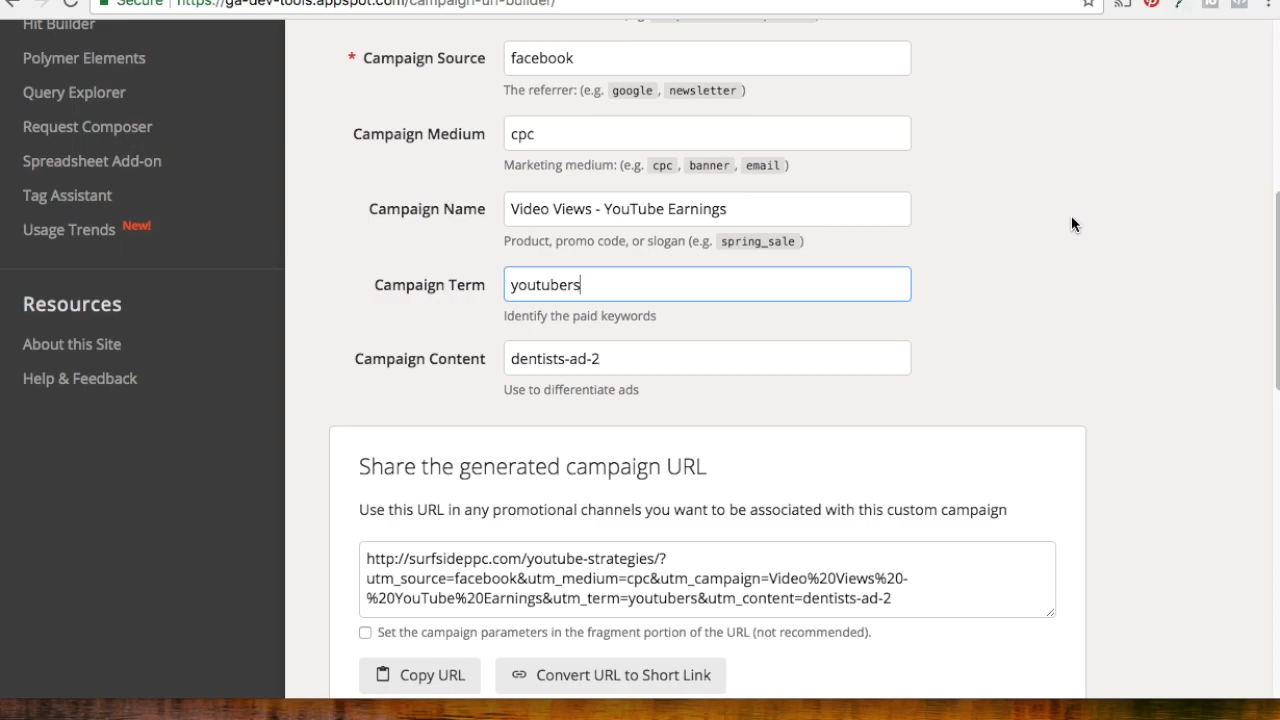 Secure https://ga-dev-tools.appspot.com/campaign-url-builder/
Hit Builder
Polymer Elements
Query Explorer
Request Composer
Spreadsheet Add-on
Tag Assistant
Usage Trends New!
Resources
About this Site
Help & Feedback
* Campaign Source facebook
The referrer: (e.g. google , newsletter )
Campaign Medium cpc
Marketing medium: (e.g. cpc , banner , email )
Campaign Name Video Views - YouTube Earnings
Product, promo code, or slogan (e.g. spring_sale )
Campaign Term youtubers
Identify the paid keywords
Campaign Content dentists-ad-2
Use to differentiate ads
Share the generated campaign URL
Use this URL in any promotional channels you want to be associated with this custom campaign
http://surfsideppc.com/youtube-strategies/?
utm_source=facebook&utm_medium=cpc&utm_campaign=Video%20Views%20-
%20YouTube%20Earnings&utm_term=youtubers&utm_content=dentists-ad-2
Set the campaign parameters in the fragment portion of the URL (not recommended).
Copy URL
Convert URL to Short Link